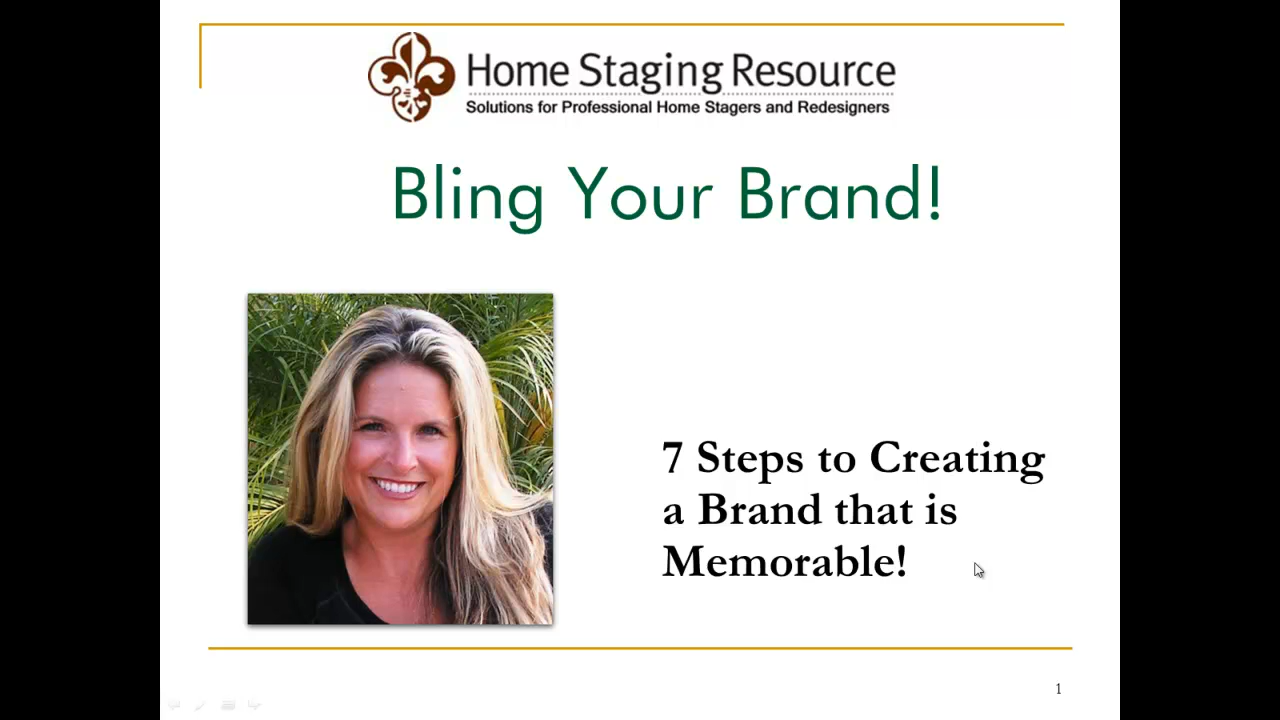 Home Staging Resource
Solutions for Professional Home Stagers and Redesigners
Bling Your Brand!
7 Steps to Creating
a Brand that is
Memorable!
1